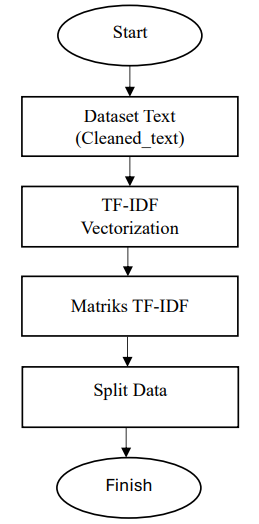 Start
Dataset Text
(Cleaned_text)
TF-IDF
Vectorization
Matriks TF-IDF
Split Data
Finish